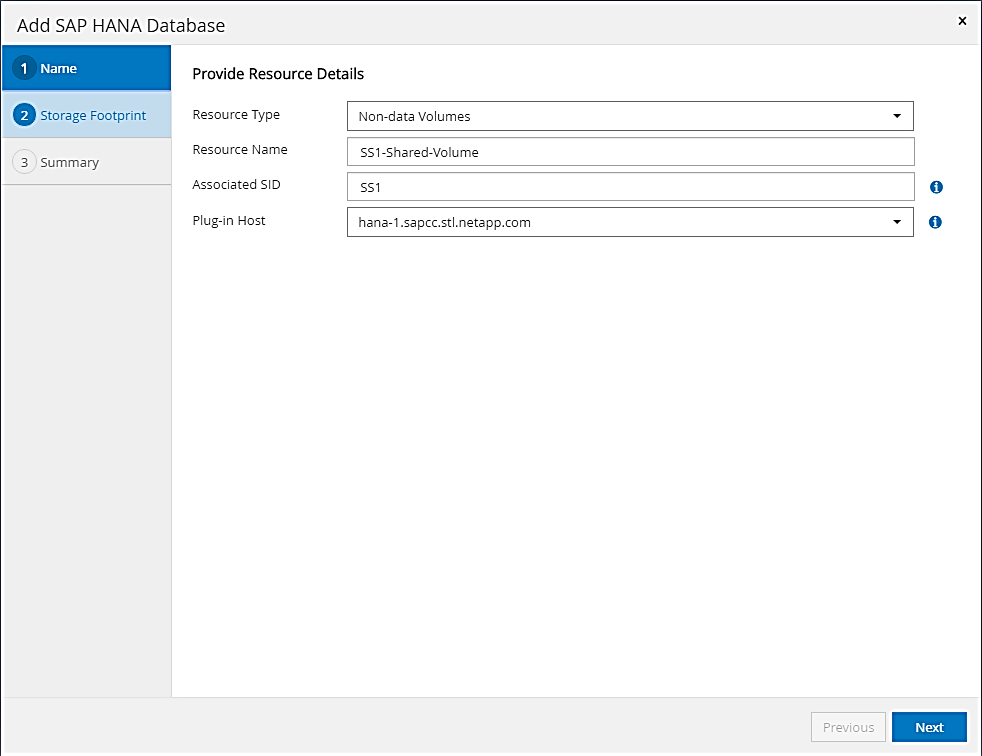 Add SAP HANA Database
×
1 Name
2 Storage Footprint
3 Summary
Provide Resource Details
Resource Type Non-data Volumes
Resource Name SS1-Shared-Volume
Associated SID SS1 i
Plug-in Host hana-1.sapcc.stl.netapp.com i
Previous Next